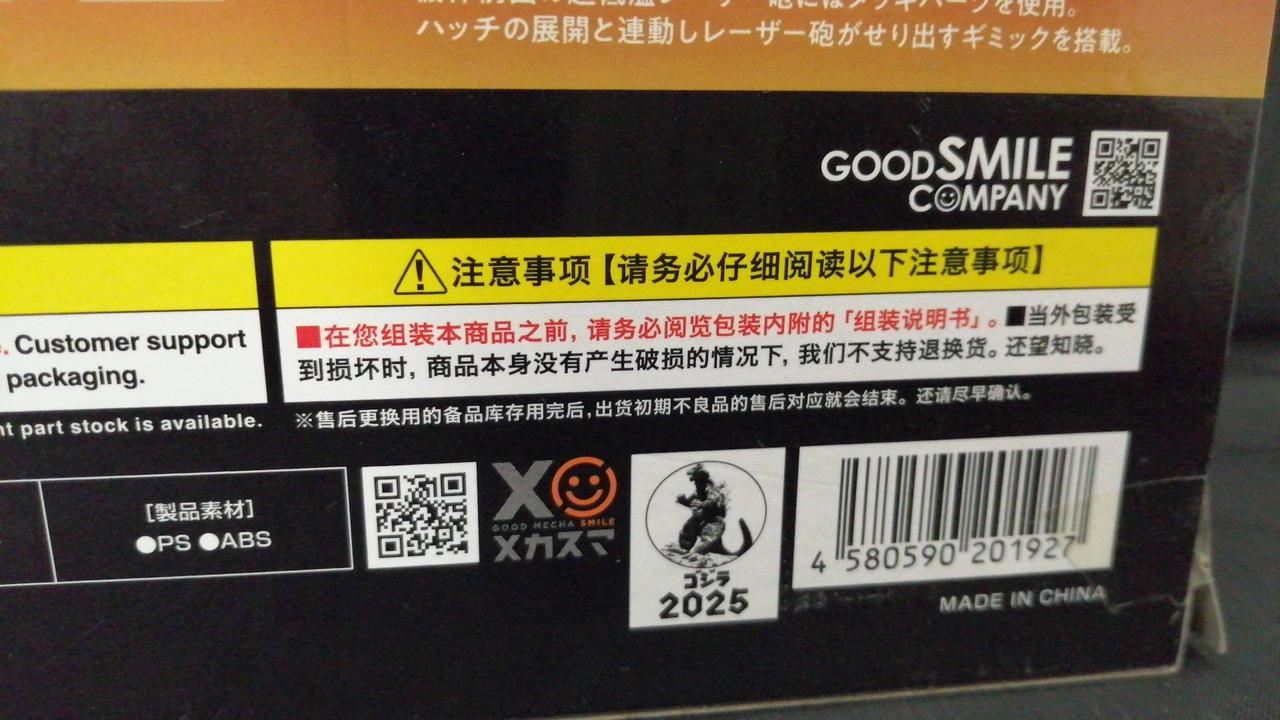 ハッチの展開と連動しレーザー砲がせり出すギミックを搭載。
GOOD SMILE
COMPANY
注意事项【请务必仔细阅读以下注意事项】
. Customer support
packaging.
■在您组装本商品之前, 请务必阅览包装内附的「组装说明书」。■当外包装受
到损坏时, 商品本身没有产生破损的情况下, 我们不支持退换货。还望知晓。
part stock is available.
※售后更换用的备品库存用完后, 出货初期不良品的售后对应就会结束。还请尽早确认。
[製品素材]
●PS ●ABS
GOOD MECHA SMILE
メカスマ
ゴジラ
2025
4 580590 201927
MADE IN CHINA